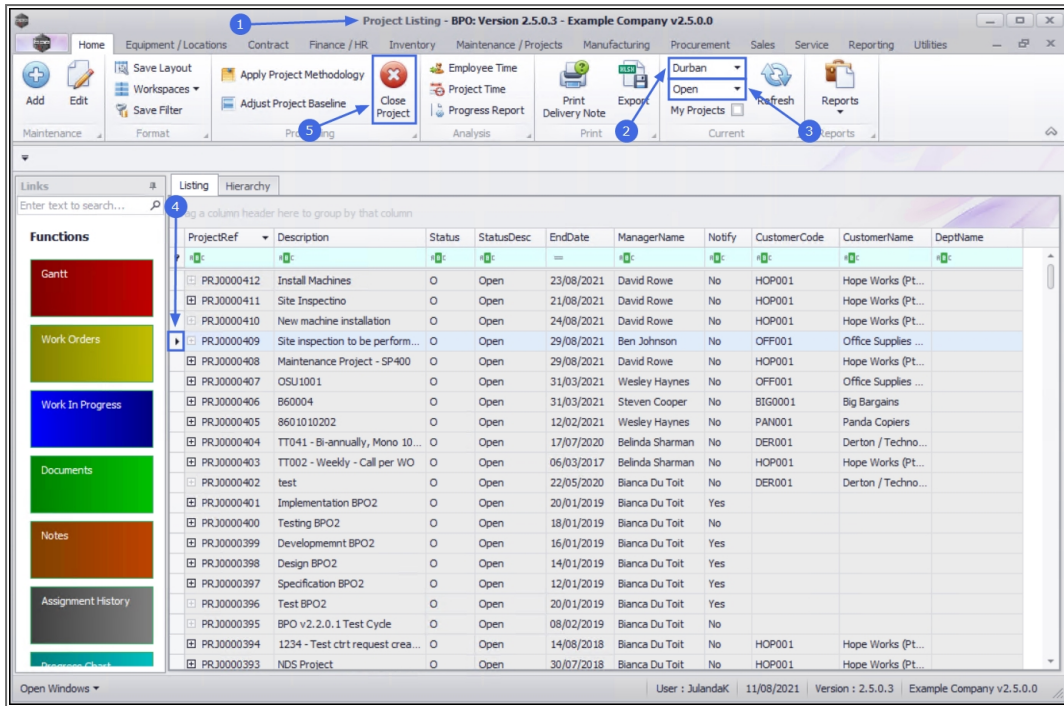 1
Project Listing - BPO: Version 2.5.0.3 - Example Company v2.5.0.0
Home Equipment / Locations Contract Finance / HR Inventory Maintenance / Projects Manufacturing Procurement Sales Service Reporting Utilities
Add
Edit
Save Layout
Workspaces
Save Filter
Apply Project Methodology
Adjust Project Baseline
Close Project
Employee Time
Project Time
Progress Report
Print Delivery Note
Export
Durban
Open
My Projects
Refresh
Reports
5
2
3
Maintenance Format Analysis Print Current Reports
Links
Listing Hierarchy
Enter text to search...
4
a column header here to group by that column
Functions
ProjectRef Description Status StatusDesc EndDate ManagerName Notify CustomerCode CustomerName DeptName
Gantt
PRJ0000412 Install Machines O Open 23/08/2021 David Rowe No HOP001 Hope Works (Pt...
PRJ0000411 Site Inspectino O Open 21/08/2021 David Rowe No HOP001 Hope Works (Pt...
PRJ0000410 New machine installation O Open 24/08/2021 David Rowe No HOP001 Hope Works (Pt...
Work Orders
PRJ0000409 Site inspection to be perform... O Open 29/08/2021 Ben Johnson No OFF001 Office Supplies ...
PRJ0000408 Maintenance Project - SP400 O Open 29/08/2021 David Rowe No HOP001 Hope Works (Pt...
PRJ0000407 OSU1001 O Open 31/03/2021 Wesley Haynes No OFF001 Office Supplies ...
Work In Progress
PRJ0000406 B60004 O Open 31/03/2021 Steven Cooper No BIG0001 Big Bargains
PRJ0000405 8601010202 O Open 12/02/2021 Wesley Haynes No PAN001 Panda Copiers
PRJ0000404 TT041 - Bi-annually, Mono 10... O Open 17/07/2020 Belinda Sharman No DER001 Derton / Techno...
Documents
PRJ0000403 TT002 - Weekly - Call per WO O Open 06/03/2017 Belinda Sharman No HOP001 Hope Works (Pt...
PRJ0000402 test O Open 22/05/2020 Bianca Du Toit No DER001 Derton / Techno...
PRJ0000401 Implementation BPO2 O Open 20/01/2019 Bianca Du Toit Yes
PRJ0000400 Testing BPO2 O Open 18/01/2019 Bianca Du Toit No
Notes
PRJ0000399 Developmemnt BPO2 O Open 16/01/2019 Bianca Du Toit Yes
PRJ0000398 Design BPO2 O Open 14/01/2019 Bianca Du Toit Yes
PRJ0000397 Specification BPO2 O Open 12/01/2019 Bianca Du Toit Yes
Assignment History
PRJ0000396 Test BPO2 O Open 20/01/2019 Bianca Du Toit Yes
PRJ0000395 BPO v2.2.0.1 Test Cycle O Open 08/02/2019 Bianca Du Toit No
PRJ0000394 1234 - Test ctrt request crea... O Open 14/08/2018 Bianca Du Toit No HOP001 Hope Works (Pt...
Progress Chart
PRJ0000393 NDS Project O Open 30/07/2018 Bianca Du Toit No HOP001 Hope Works (Pt...
Open Windows
User : JulandaK 11/08/2021 Version : 2.5.0.3 Example Company v2.5.0.0